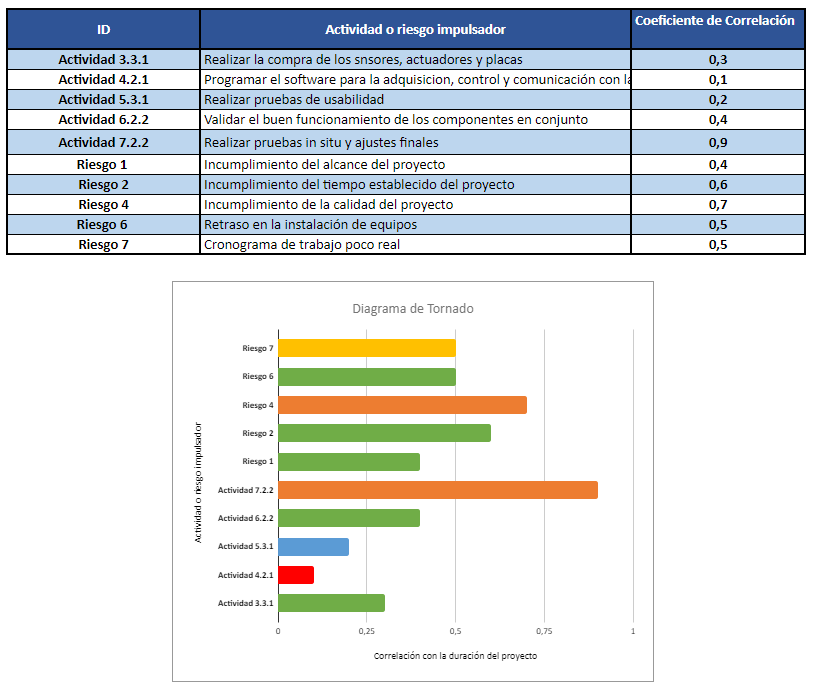 ID Actividad o riesgo impulsador Coeficiente de Correlación
Actividad 3.3.1 Realizar la compra de los snsores, actuadores y placas 0,3
Actividad 4.2.1 Programar el software para la adquisicion, control y comunicación con la 0,1
Actividad 5.3.1 Realizar pruebas de usabilidad 0,2
Actividad 6.2.2 Validar el buen funcionamiento de los componentes en conjunto 0,4
Actividad 7.2.2 Realizar pruebas in situ y ajustes finales 0,9
Riesgo 1 Incumplimiento del alcance del proyecto 0,4
Riesgo 2 Incumplimiento del tiempo establecido del proyecto 0,6
Riesgo 4 Incumplimiento de la calidad del proyecto 0,7
Riesgo 6 Retraso en la instalación de equipos 0,5
Riesgo 7 Cronograma de trabajo poco real 0,5
Diagrama de Tornado
Actividad o riesgo impulsador
Riesgo 7
Riesgo 6
Riesgo 4
Riesgo 2
Riesgo 1
Actividad 7.2.2
Actividad 6.2.2
Actividad 5.3.1
Actividad 4.2.1
Actividad 3.3.1
0 0,25 0,5 0,75 1
Correlación con la duración del proyecto